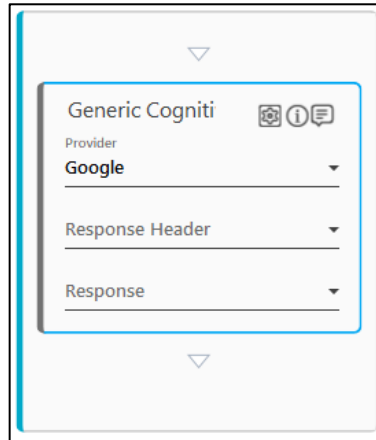 Generic Cogniti
Provider
Google
Response Header
Response